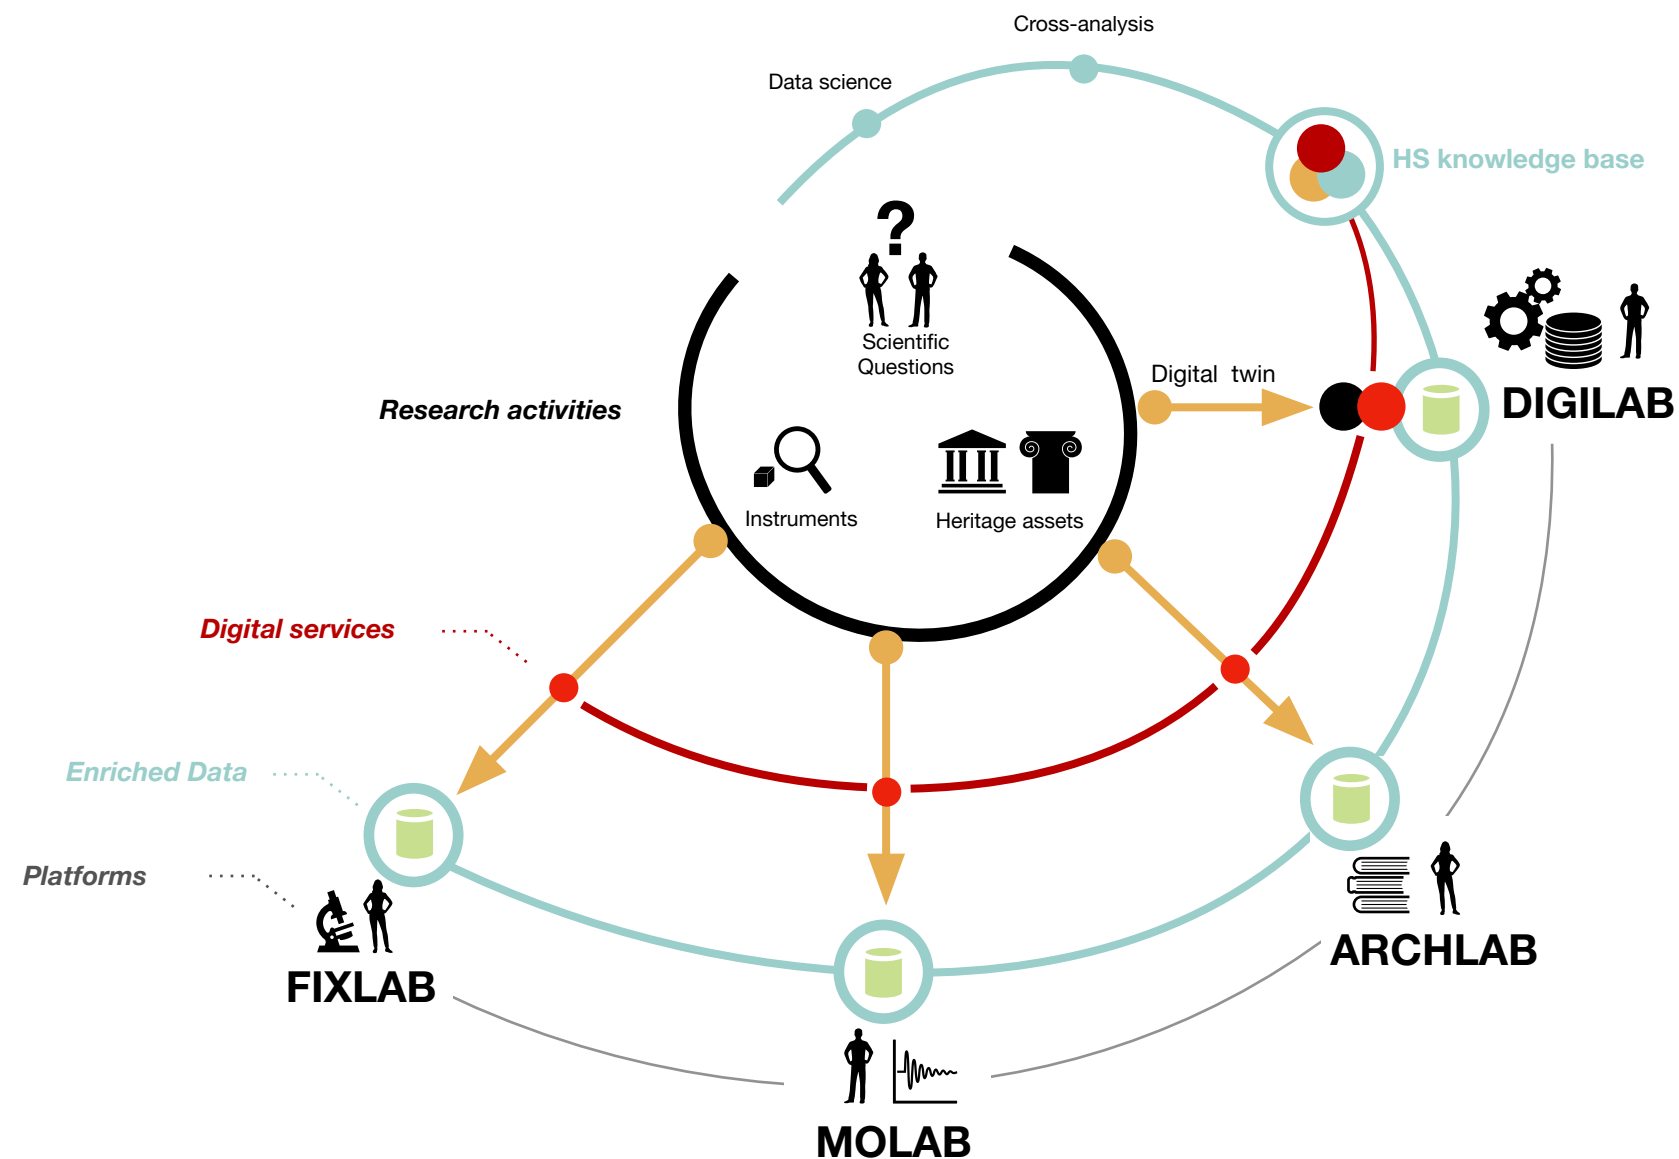 Cross-analysis
Data science
HS knowledge base
?
Scientific
Questions
Digital twin
DIGILAB
Research activities
Instruments
Heritage assets
Digital services
Enriched Data
Platforms
ARCHLAB
FIXLAB
MOLAB